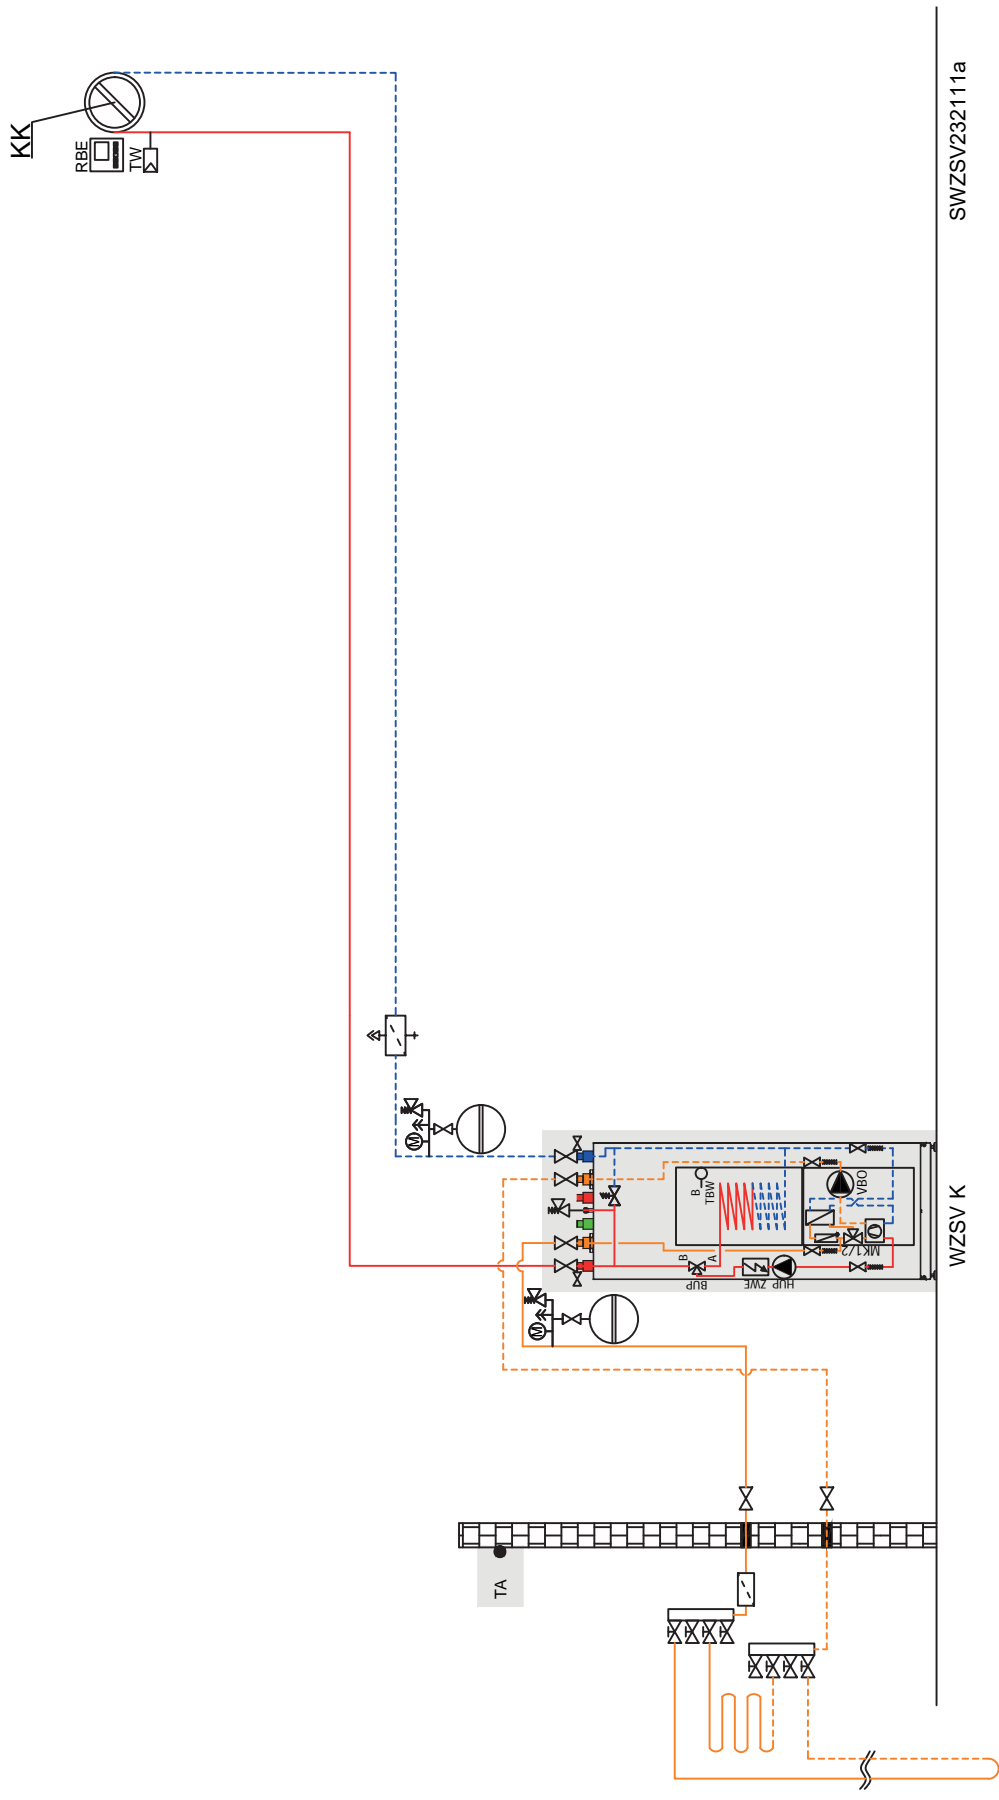 KK
RBE
TW
SWZSV232111a
B
TBW
VBO
B
A
BUP
ZWE
HUP
MK1/2
WZSV K
M
M
TA